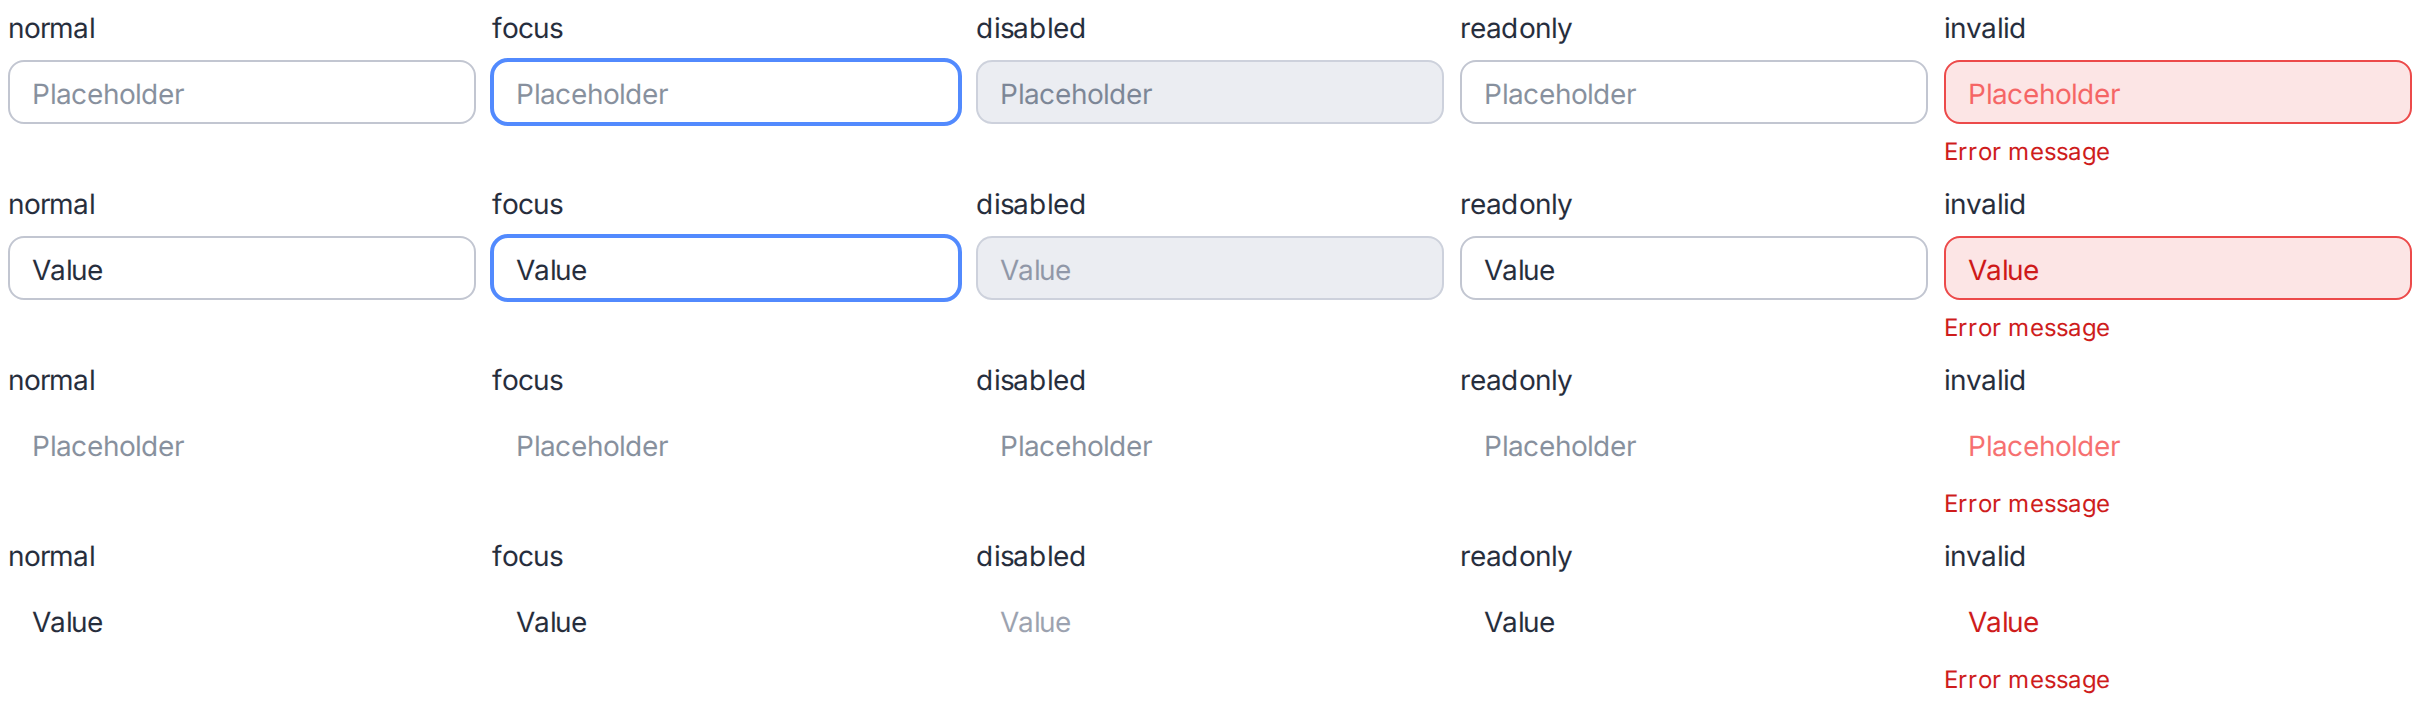 normal focus disabled readonly invalid
Placeholder Placeholder Placeholder Placeholder Placeholder
Error message
normal focus disabled readonly invalid
Value Value Value Value Value
Error message
normal focus disabled readonly invalid
Placeholder Placeholder Placeholder Placeholder Placeholder
Error message
normal focus disabled readonly invalid
Value Value Value Value Value
Error message